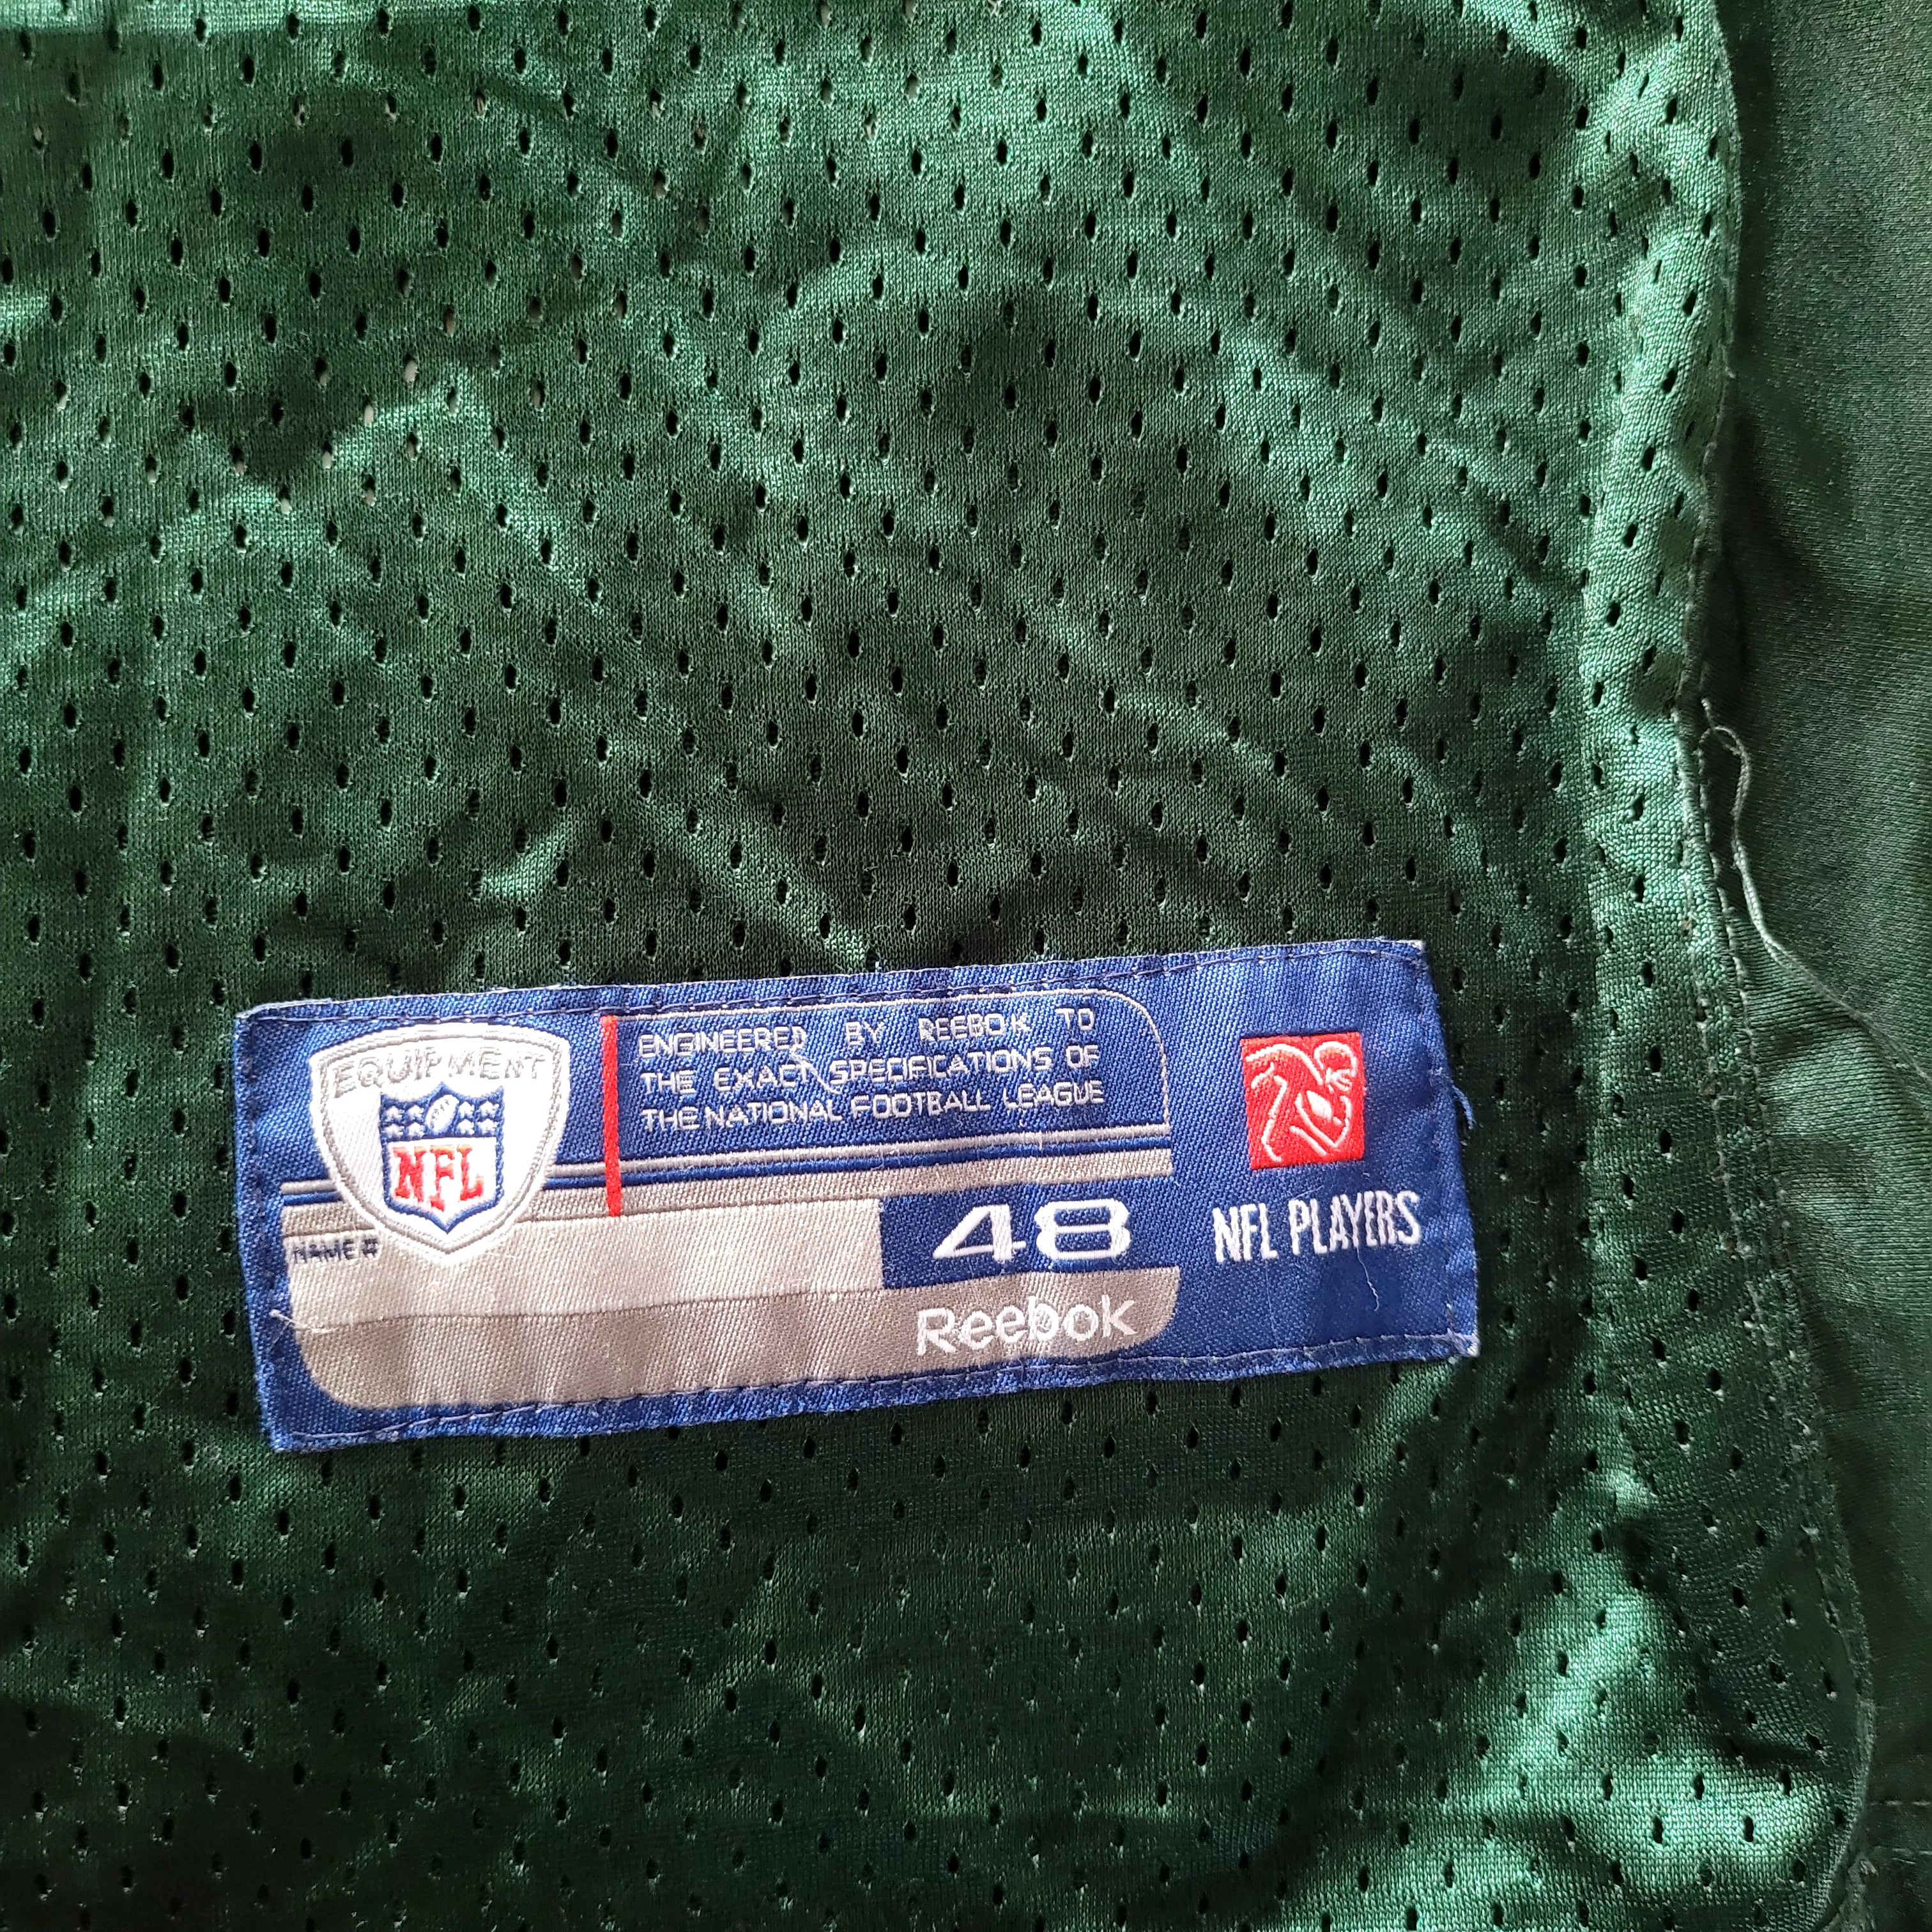 EQUIPMENT
NFL
ENGINEERED BY REEBOK TO
THE EXACT SPECIFICATIONS OF
THE NATIONAL FOOTBALL LEAGUE
NAME #
48
Reebok
NFL PLAYERS